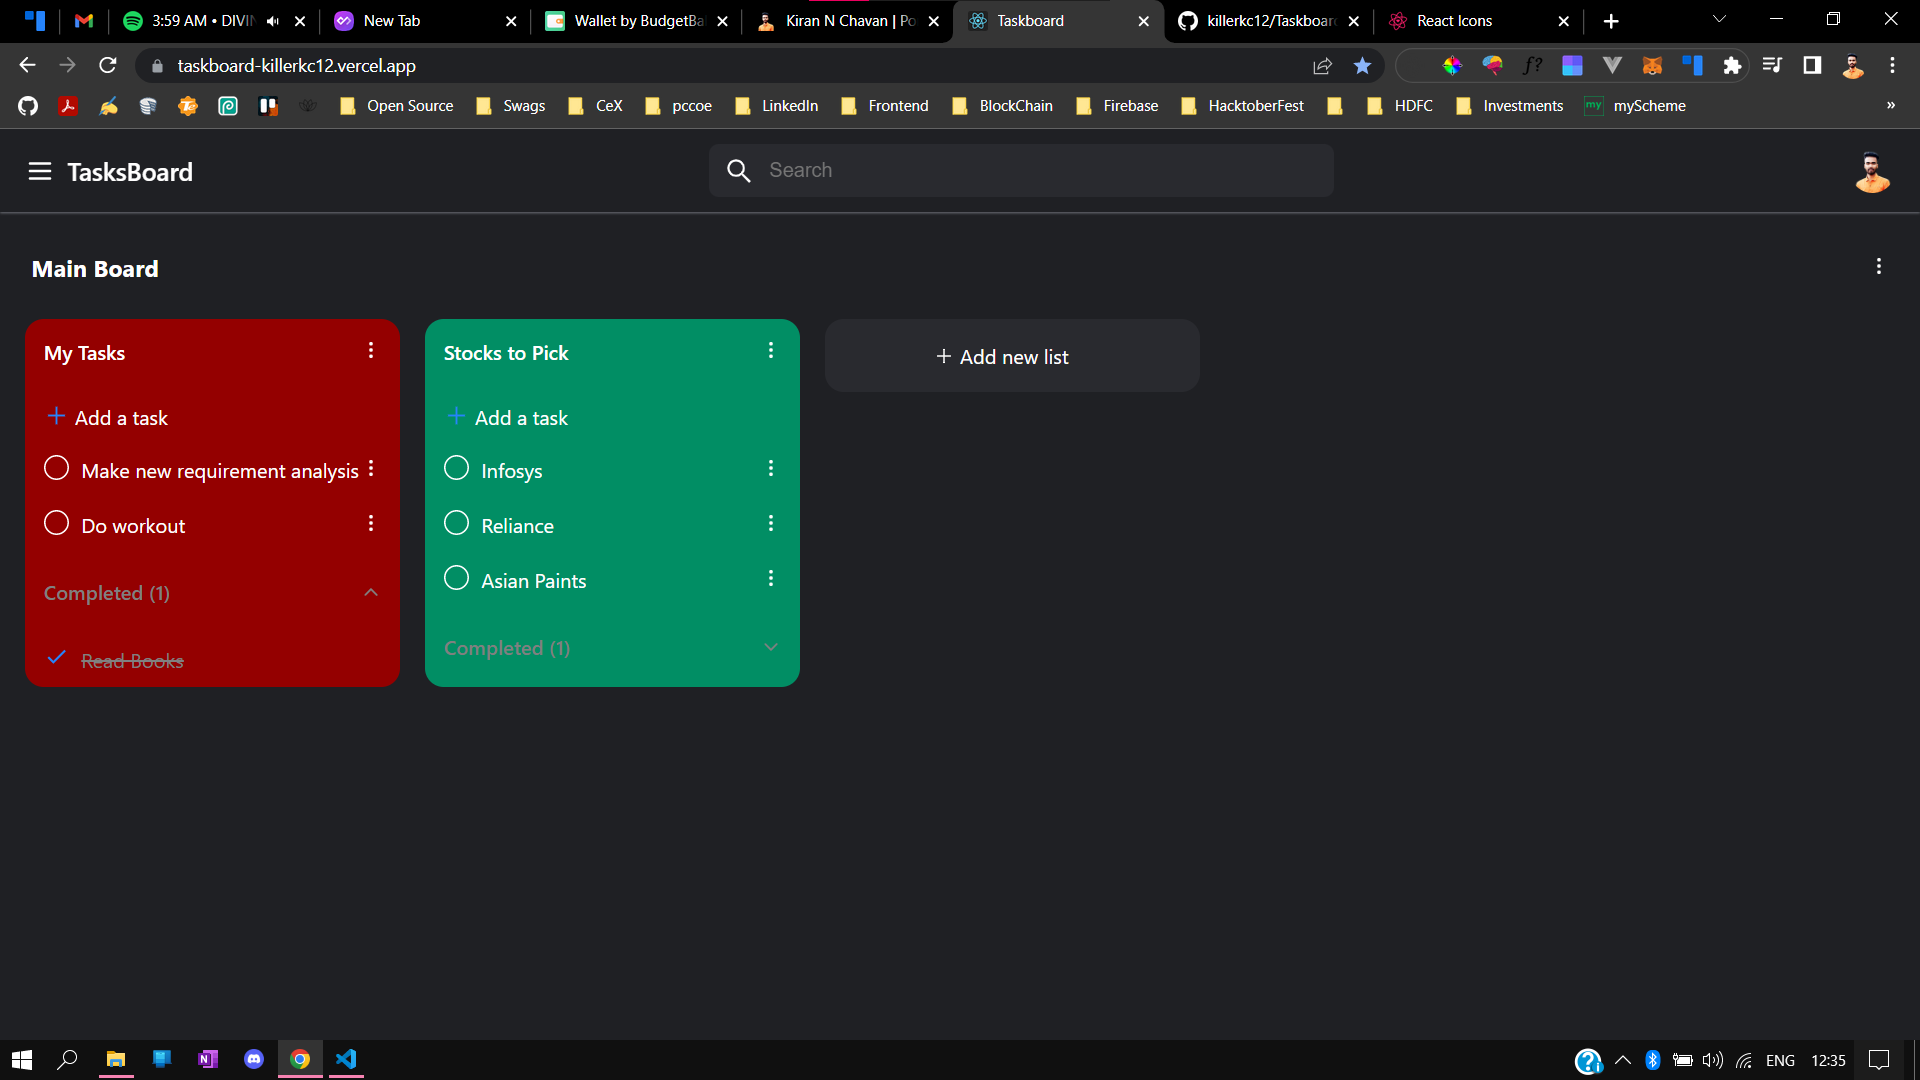 3:59 AM • DIVIN
New Tab
Wallet by BudgetBa
Kiran N Chavan | Po
Taskboard
killerkc12/Taskboar
React Icons
taskboard-killerkc12.vercel.app
f?
Open Source
Swags
CeX
pccoe
LinkedIn
Frontend
BlockChain
Firebase
HacktoberFest
HDFC
Investments
my
myScheme
»
TasksBoard
Search
Main Board
My Tasks
Add a task
Make new requirement analysis
Do workout
Completed (1)
Read Books
Stocks to Pick
Add a task
Infosys
Reliance
Asian Paints
Completed (1)
+ Add new list
ENG
12:35